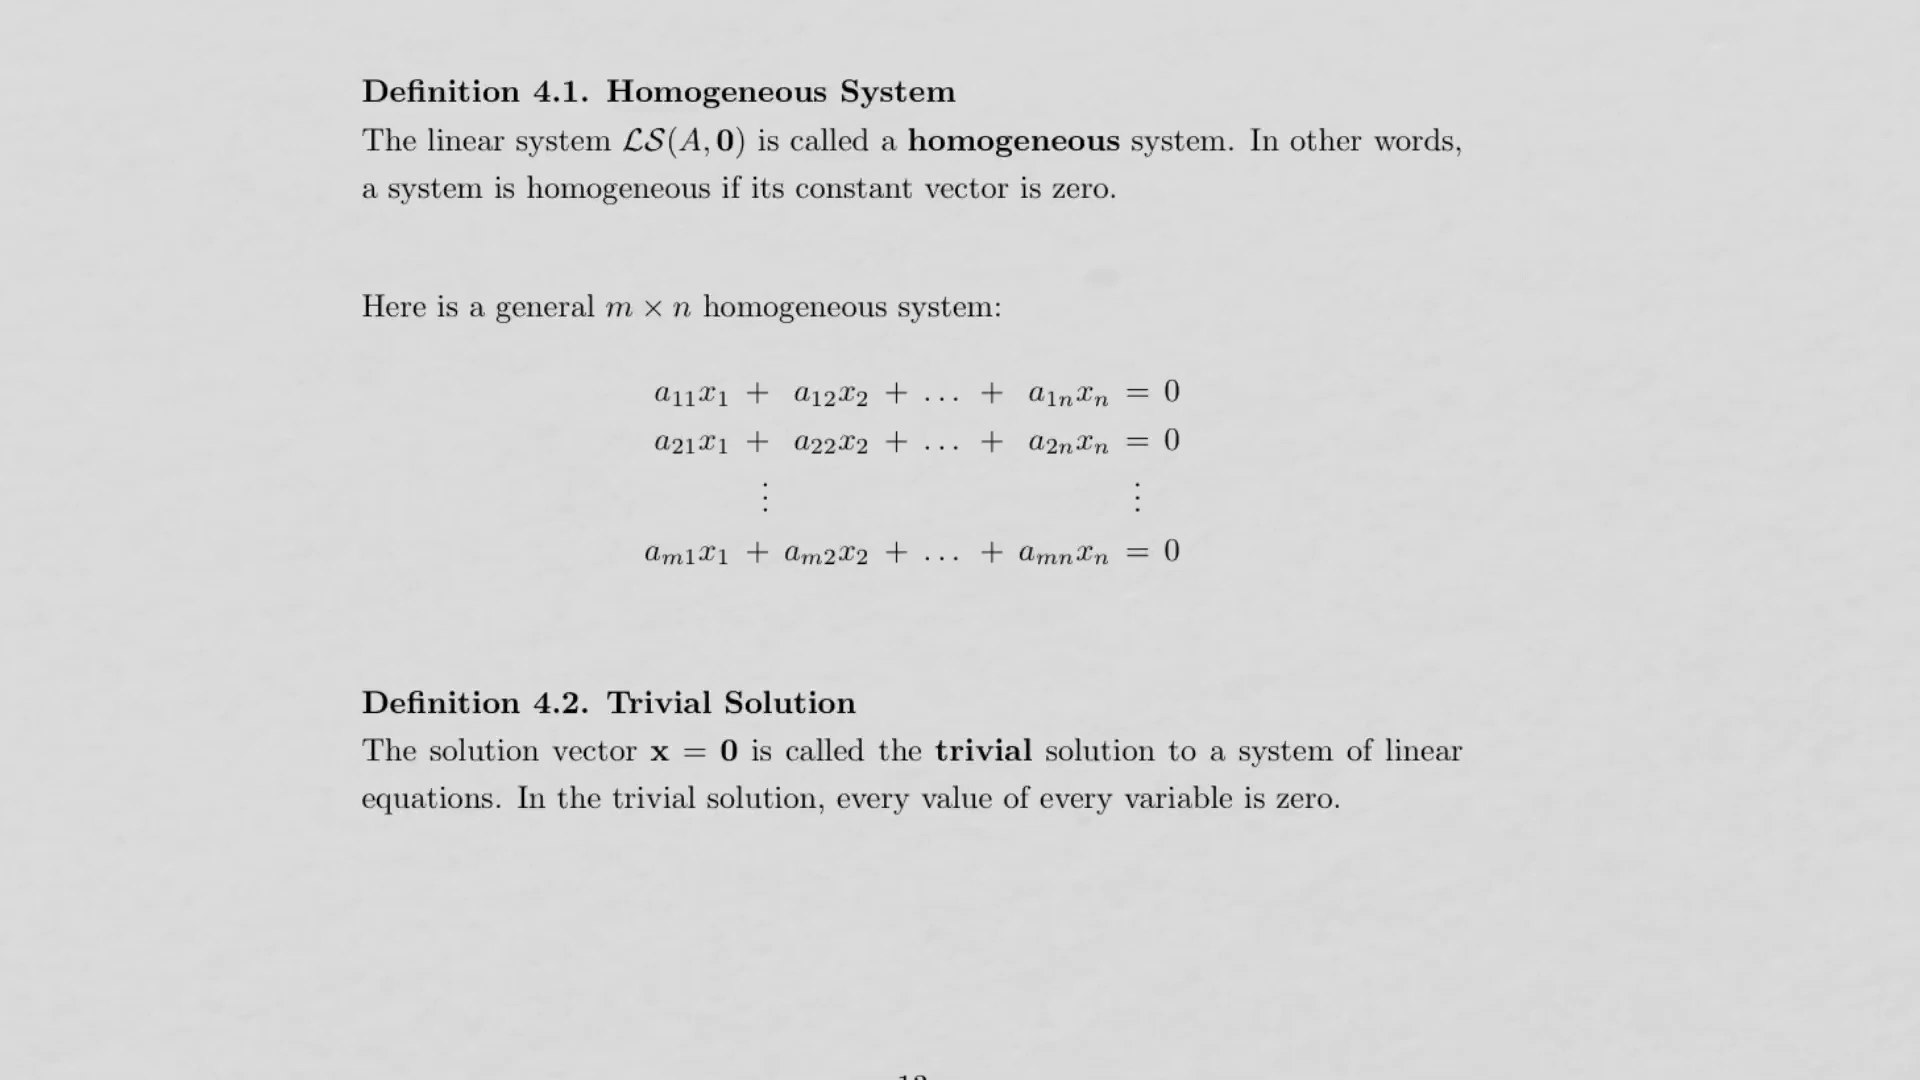 Definition 4.1. Homogeneous System
The linear system 𝓛𝓢(A, 𝟎) is called a homogeneous system. In other words,
a system is homogeneous if its constant vector is zero.
Here is a general m × n homogeneous system:
a₁₁x₁ + a₁₂x₂ + … + a₁ₙxₙ = 0
a₂₁x₁ + a₂₂x₂ + … + a₂ₙxₙ = 0
⋮ ⋮
aₘ₁x₁ + aₘ₂x₂ + … + aₘₙxₙ = 0
Definition 4.2. Trivial Solution
The solution vector x = 0 is called the trivial solution to a system of linear
equations. In the trivial solution, every value of every variable is zero.